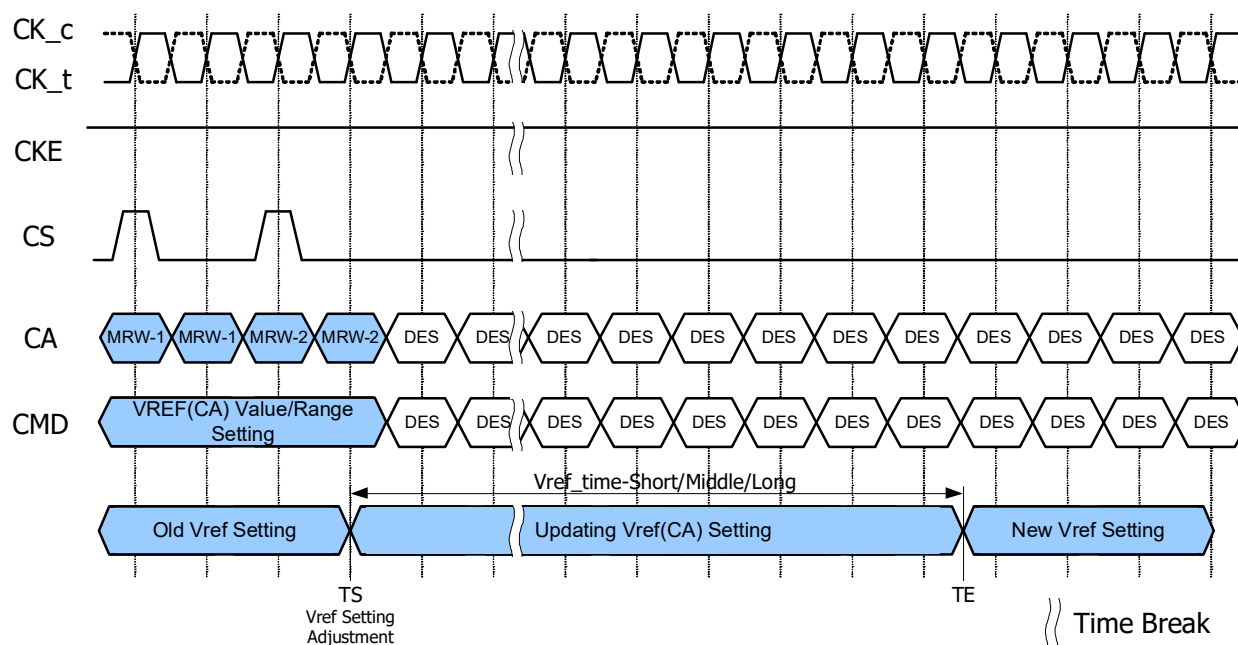 CK_c
CK_t
CKE
CS
CA MRW-1 MRW-1 MRW-2 MRW-2 DES DES DES DES DES DES DES DES DES DES DES DES
CMD VREF(CA) Value/Range Setting DES DES DES DES DES DES DES DES DES DES DES DES
Vref_time-Short/Middle/Long
Old Vref Setting Updating Vref(CA) Setting New Vref Setting
TS TE
Vref Setting
Adjustment
Time Break